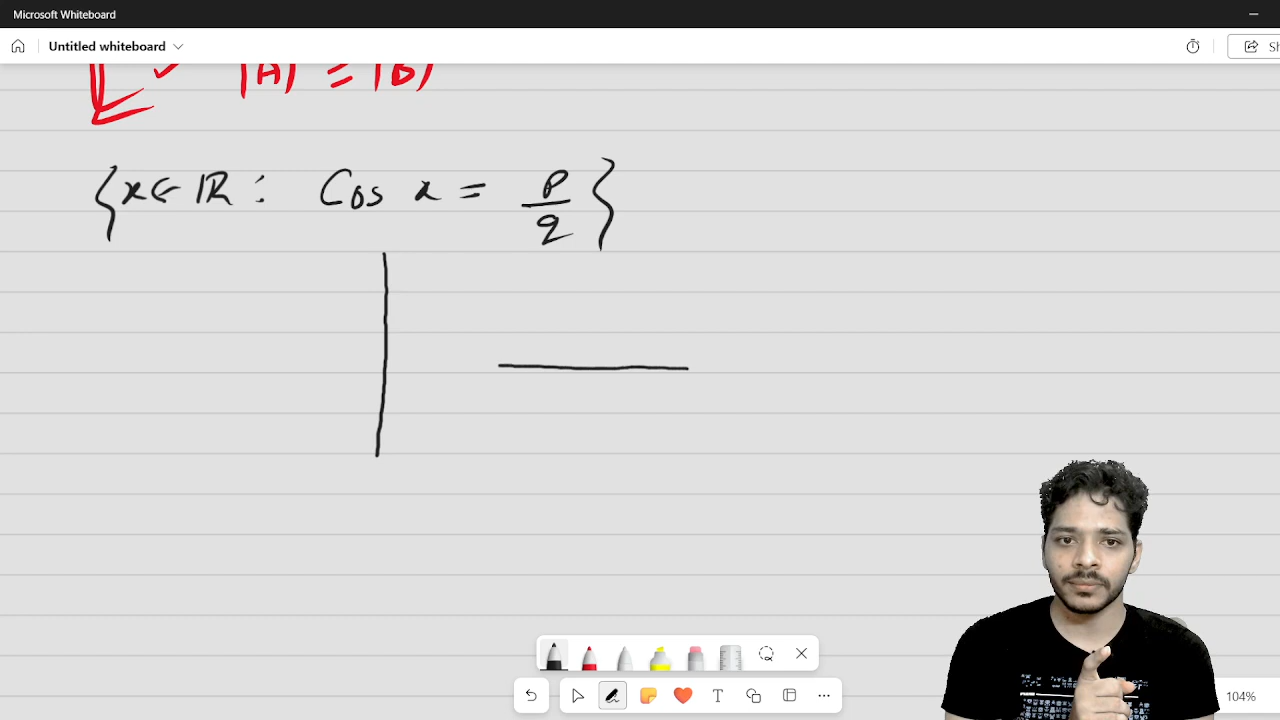 Microsoft Whiteboard
Untitled whiteboard
|A| = |B|
{x ∈ ℝ : Cos x = p/q}
104%